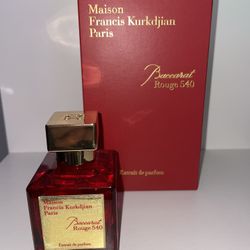 Maison
Francis Kurkdjian
Paris
Baccarat
Rouge 540
Extrait de parfum
Maison
Francis Kurkdjian
Paris
Baccarat
Rouge 540
Extrait de parfum